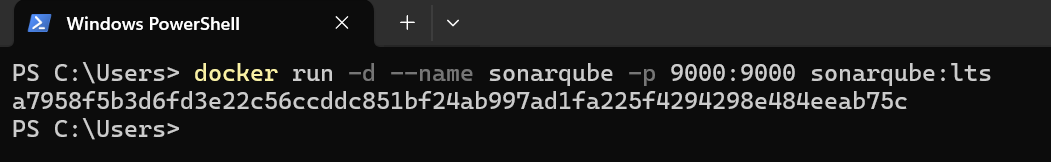 Windows PowerShell
PS C:\Users> docker run -d --name sonarqube -p 9000:9000 sonarqube:lts
a7958f5b3d6fd3e22c56ccddc851bf24ab997ad1fa225f4294298e484eeab75c
PS C:\Users>